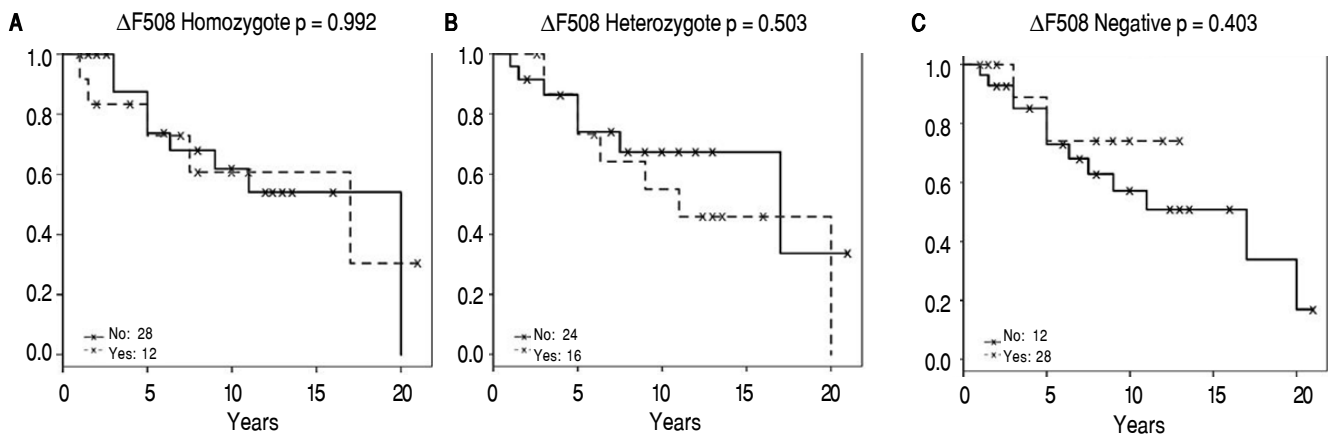 A
ΔF508 Homozygote p = 0.992
1.0
0.8
0.6
0.4
0.2
0.0
No: 28
Yes: 12
0 5 10 15 20
Years
B
ΔF508 Heterozygote p = 0.503
1.0
0.8
0.6
0.4
0.2
0.0
No: 24
Yes: 16
0 5 10 15 20
Years
C
ΔF508 Negative p = 0.403
1.0
0.8
0.6
0.4
0.2
0.0
No: 12
Yes: 28
0 5 10 15 20
Years